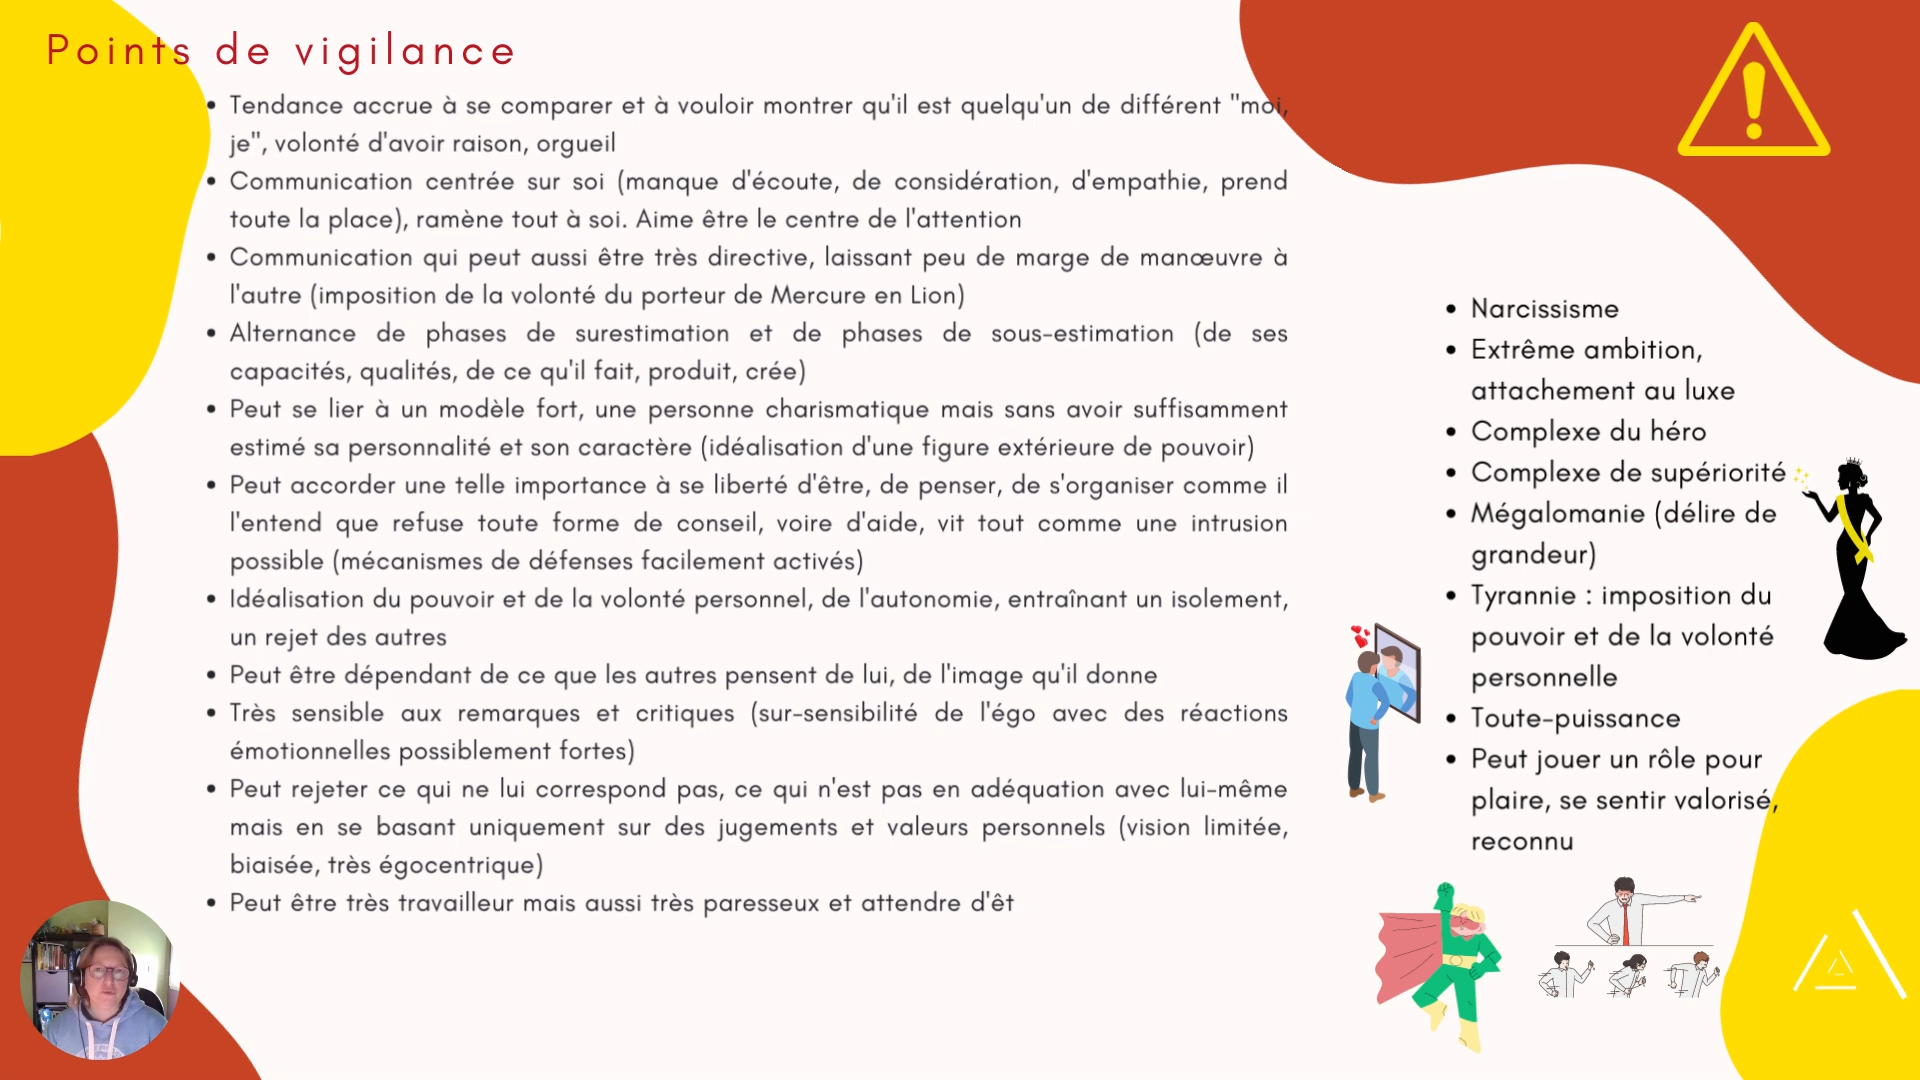 Points de vigilance
• Tendance accrue à se comparer et à vouloir montrer qu'il est quelqu'un de différent "moi,
je", volonté d'avoir raison, orgueil
• Communication centrée sur soi (manque d'écoute, de considération, d'empathie, prend
toute la place), ramène tout à soi. Aime être le centre de l'attention
• Communication qui peut aussi être très directive, laissant peu de marge de manœuvre à
l'autre (imposition de la volonté du porteur de Mercure en Lion)
• Alternance de phases de surestimation et de phases de sous-estimation (de ses
capacités, qualités, de ce qu'il fait, produit, crée)
• Peut se lier à un modèle fort, une personne charismatique mais sans avoir suffisamment
estimé sa personnalité et son caractère (idéalisation d'une figure extérieure de pouvoir)
• Peut accorder une telle importance à se liberté d'être, de penser, de s'organiser comme il
l'entend que refuse toute forme de conseil, voire d'aide, vit tout comme une intrusion
possible (mécanismes de défenses facilement activés)
• Idéalisation du pouvoir et de la volonté personnel, de l'autonomie, entraînant un isolement,
un rejet des autres
• Peut être dépendant de ce que les autres pensent de lui, de l'image qu'il donne
• Très sensible aux remarques et critiques (sur-sensibilité de l'égo avec des réactions
émotionnelles possiblement fortes)
• Peut rejeter ce qui ne lui correspond pas, ce qui n'est pas en adéquation avec lui-même
mais en se basant uniquement sur des jugements et valeurs personnels (vision limitée,
biaisée, très égocentrique)
• Peut être très travailleur mais aussi très paresseux et attendre d'êt
• Narcissisme
• Extrême ambition,
attachement au luxe
• Complexe du héro
• Complexe de supériorité
• Mégalomanie (délire de
grandeur)
• Tyrannie : imposition du
pouvoir et de la volonté
personnelle
• Toute-puissance
• Peut jouer un rôle pour
plaire, se sentir valorisé,
reconnu